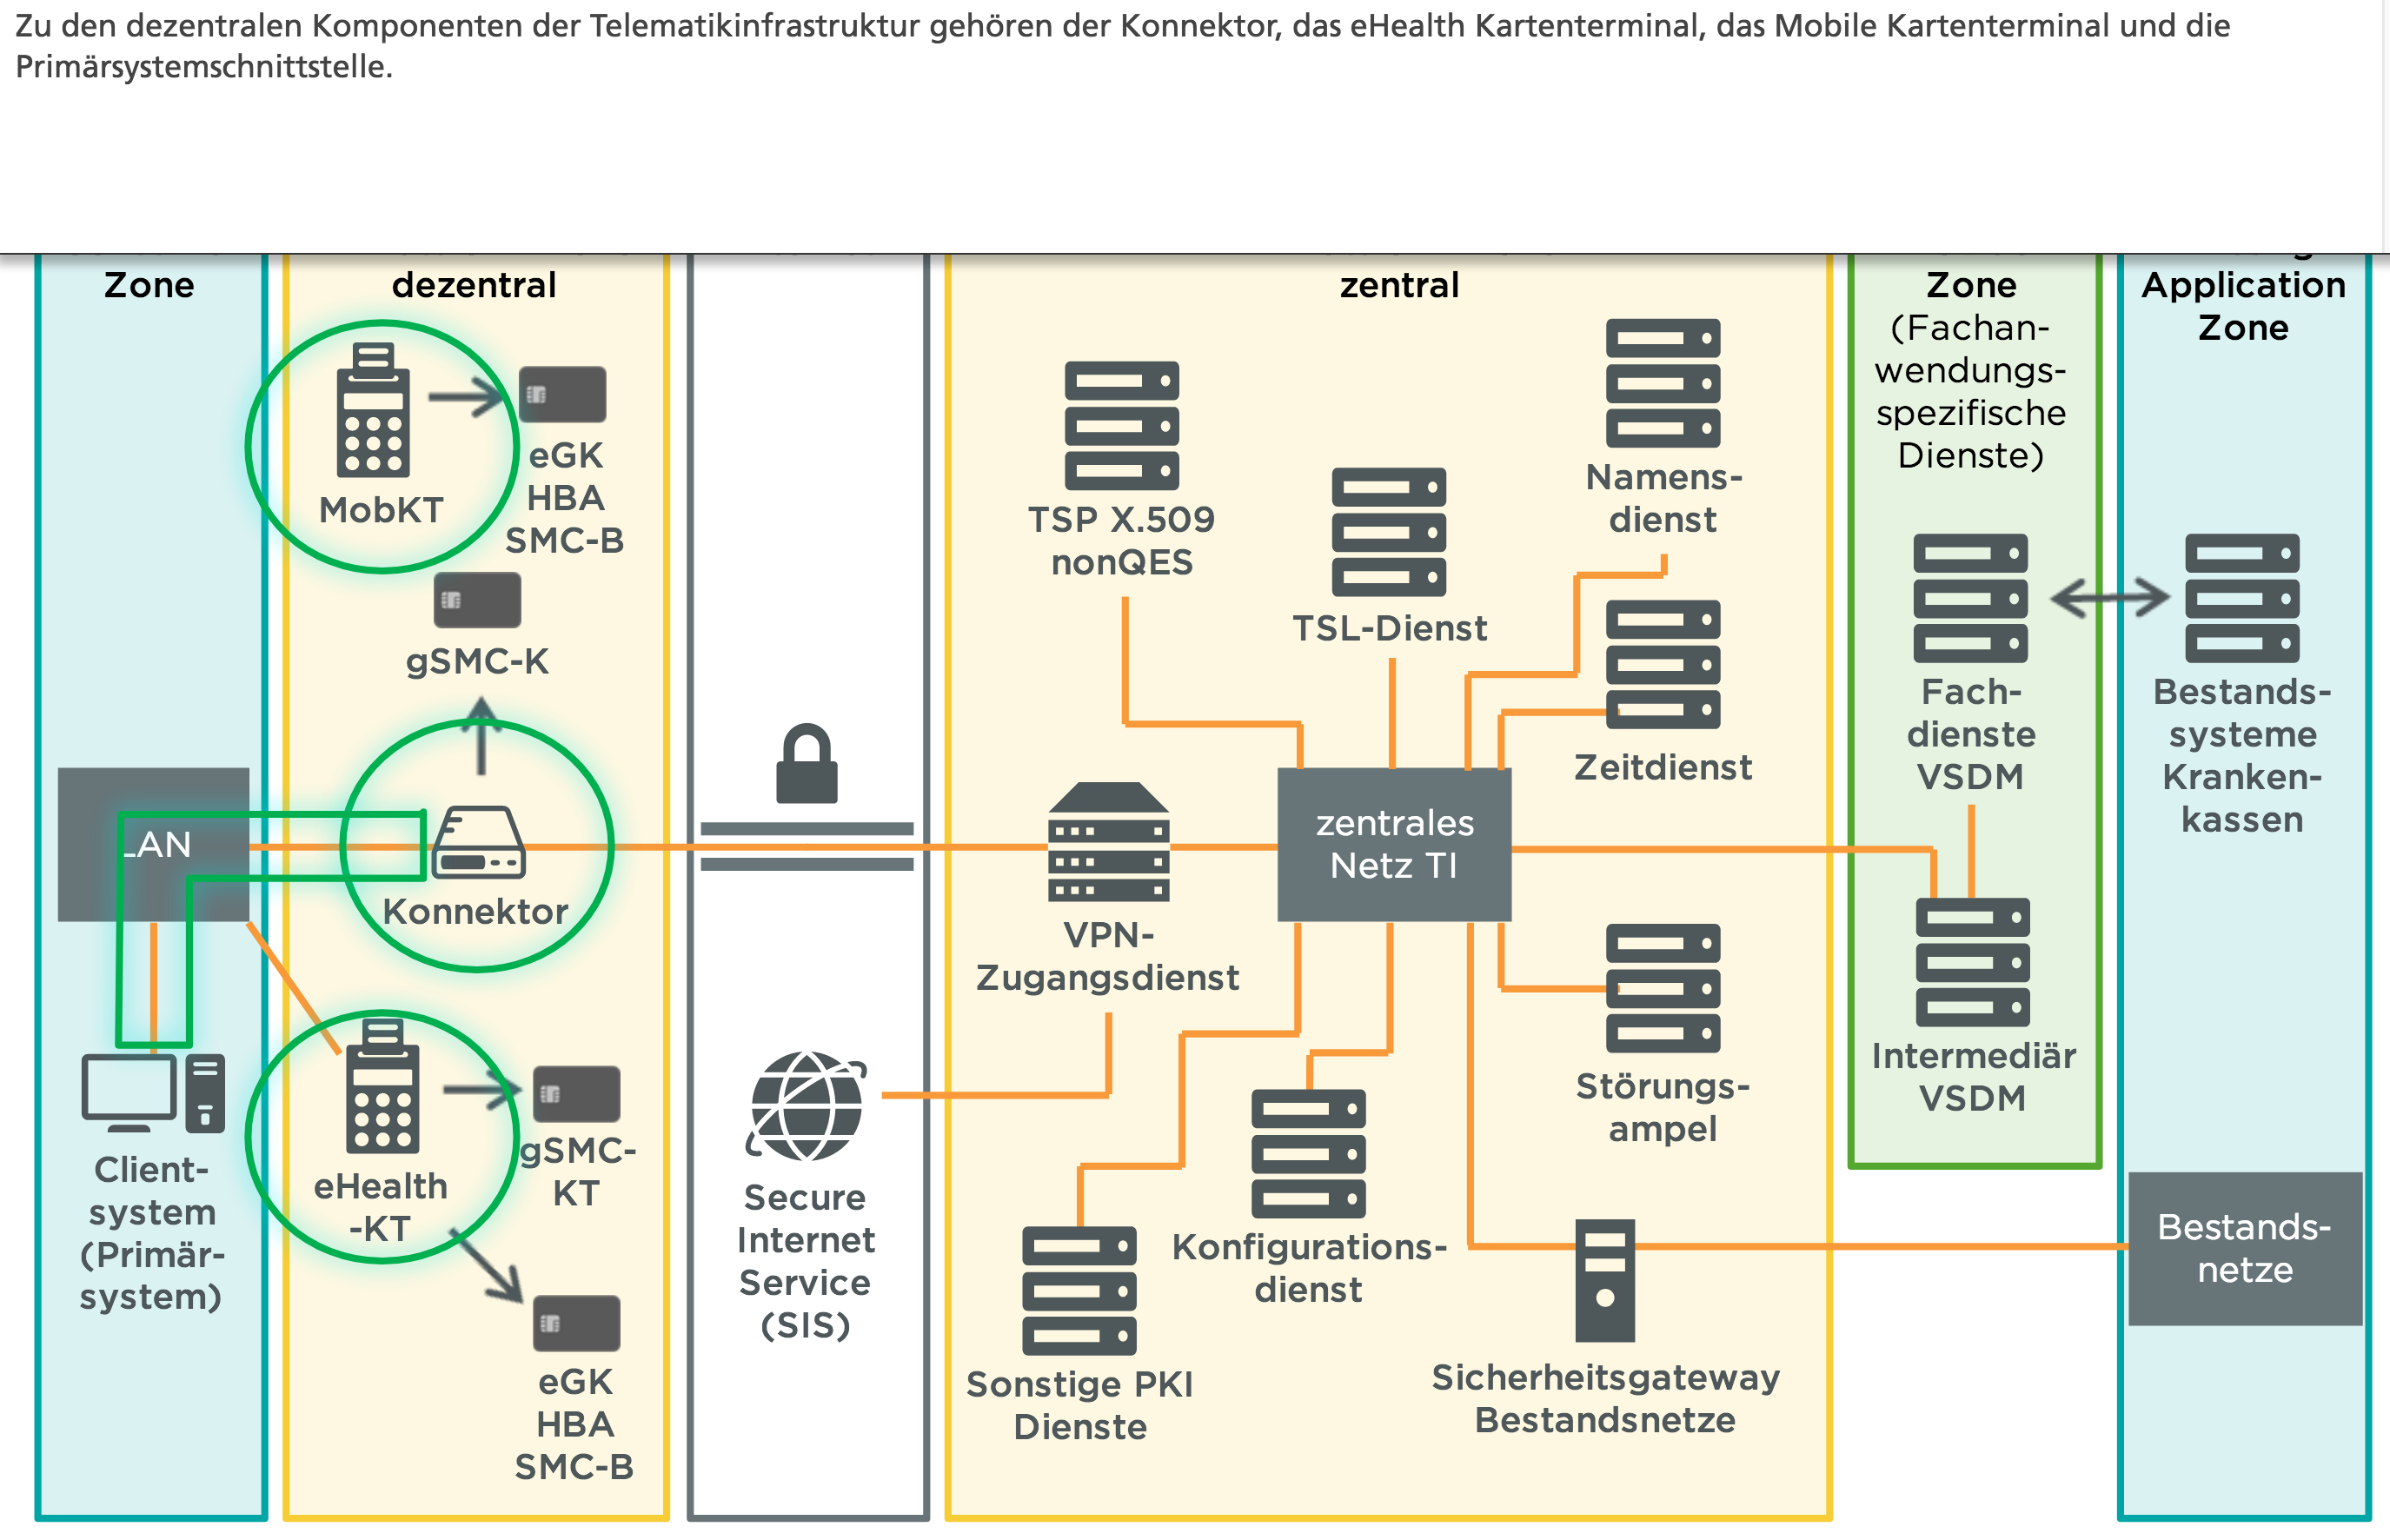 Zu den dezentralen Komponenten der Telematikinfrastruktur gehören der Konnektor, das eHealth Kartenterminal, das Mobile Kartenterminal und die
Primärsystemschnittstelle.
Zone
dezentral
MobKT
eGK
HBA
SMC-B
gSMC-K
LAN
Konnektor
Client-
system
(Primär-
system)
eHealth
-KT
gSMC-
KT
eGK
HBA
SMC-B
Secure
Internet
Service
(SIS)
zentral
TSP X.509
nonQES
TSL-Dienst
Namens-
dienst
Zeitdienst
VPN-
Zugangsdienst
zentrales
Netz TI
Störungs-
ampel
Konfigurations-
dienst
Sonstige PKI
Dienste
Sicherheitsgateway
Bestandsnetze
Zone
(Fachan-
wendungs-
spezifische
Dienste)
Fach-
dienste
VSDM
Intermediär
VSDM
Application
Zone
Bestands-
systeme
Kranken-
kassen
Bestands-
netze